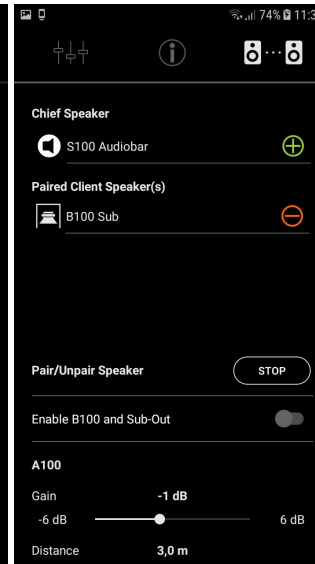 74% 11:3
Chief Speaker
S100 Audiobar
Paired Client Speaker(s)
B100 Sub
Pair/Unpair Speaker STOP
Enable B100 and Sub-Out
A100
Gain -1 dB
-6 dB 6 dB
Distance 3,0 m